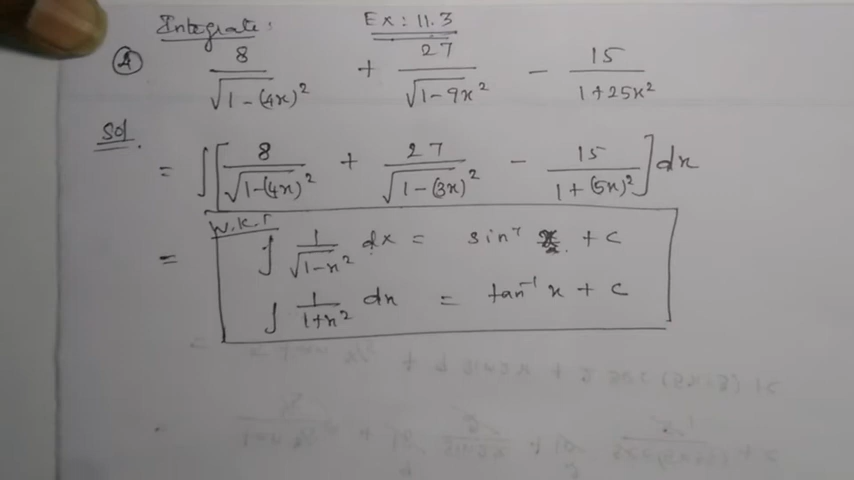 Integrate: Ex: 11.3
④ 8/√(1-(4x)²) + 27/√(1-9x²) - 15/(1+25x²)
Sol.
= ∫[8/√(1-(4x)²) + 27/√(1-(3x)²) - 15/(1+(5x)²)]dx
W.K.T
= ∫ 1/√(1-x²) dx = sin⁻¹ x + c
∫ 1/(1+x²) dx = tan⁻¹ x + c